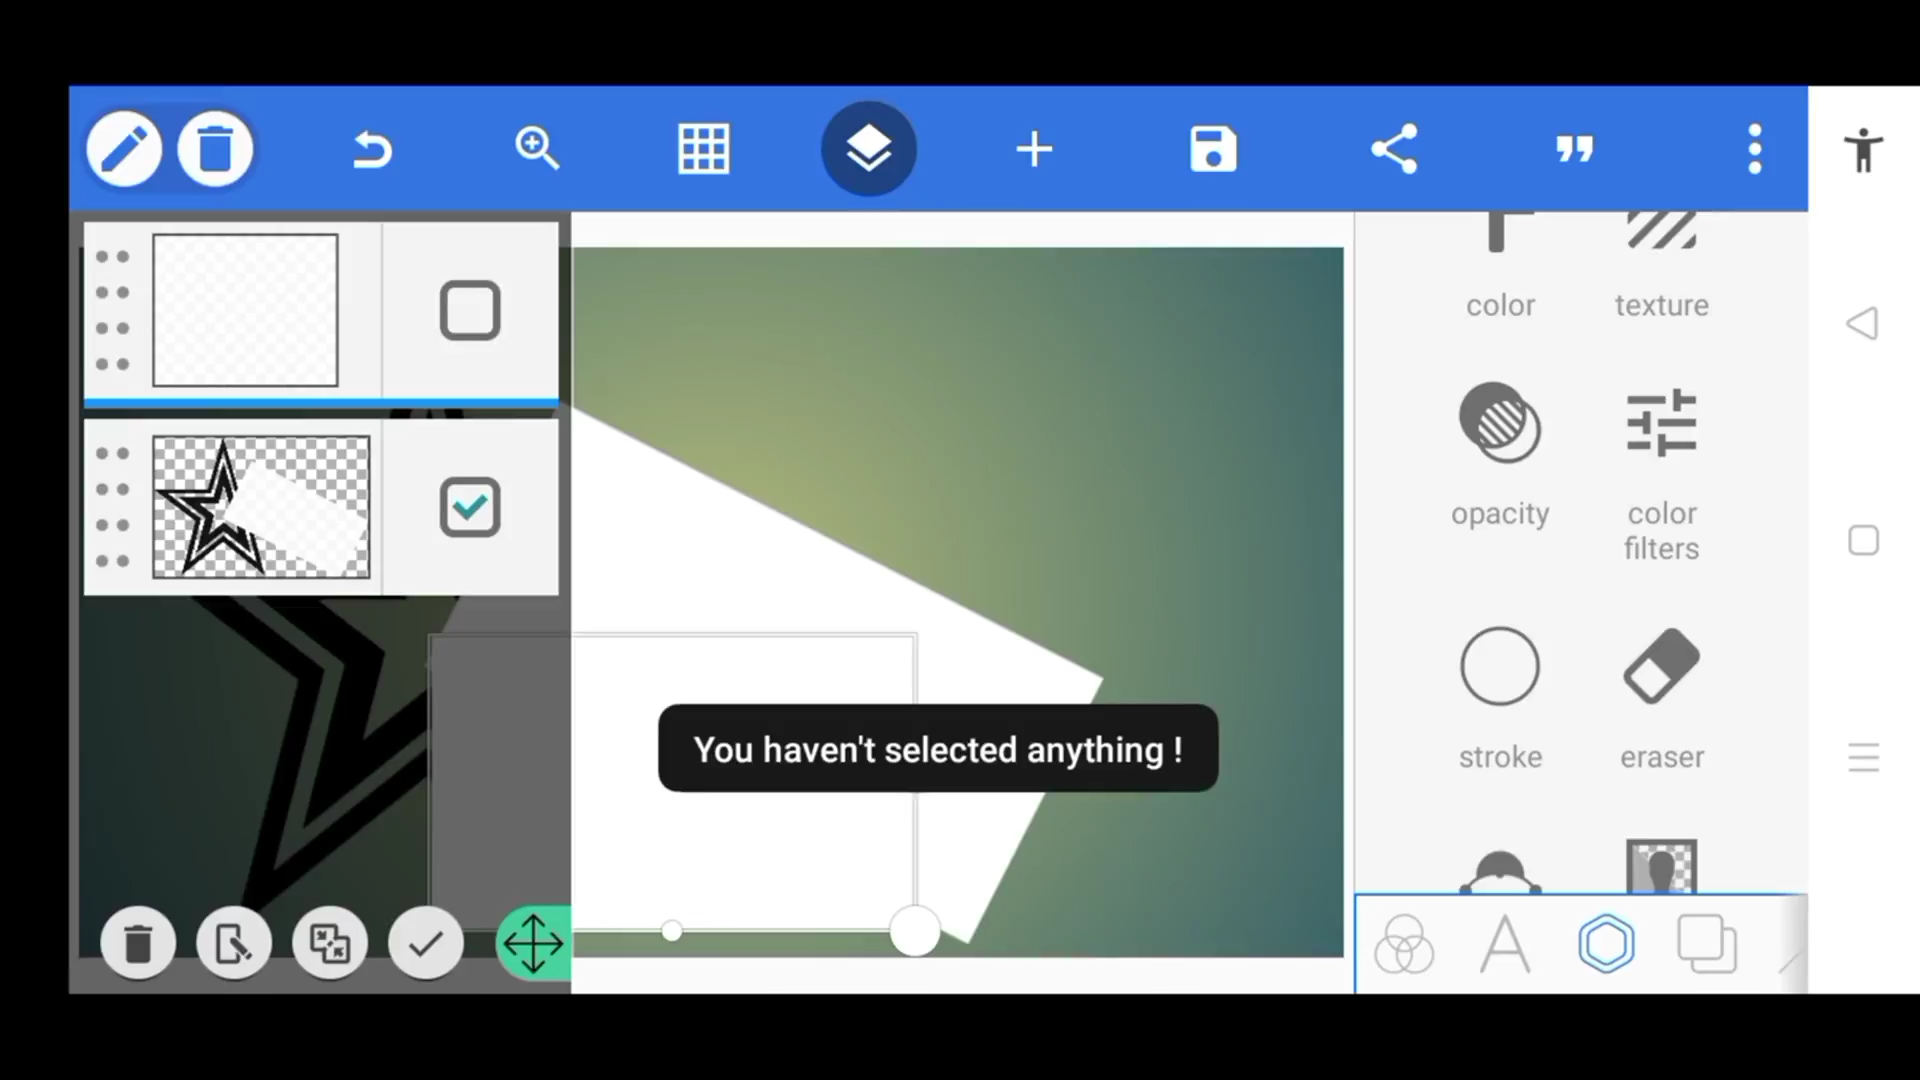 color
texture
opacity
color
filters
You haven't selected anything !
stroke
eraser